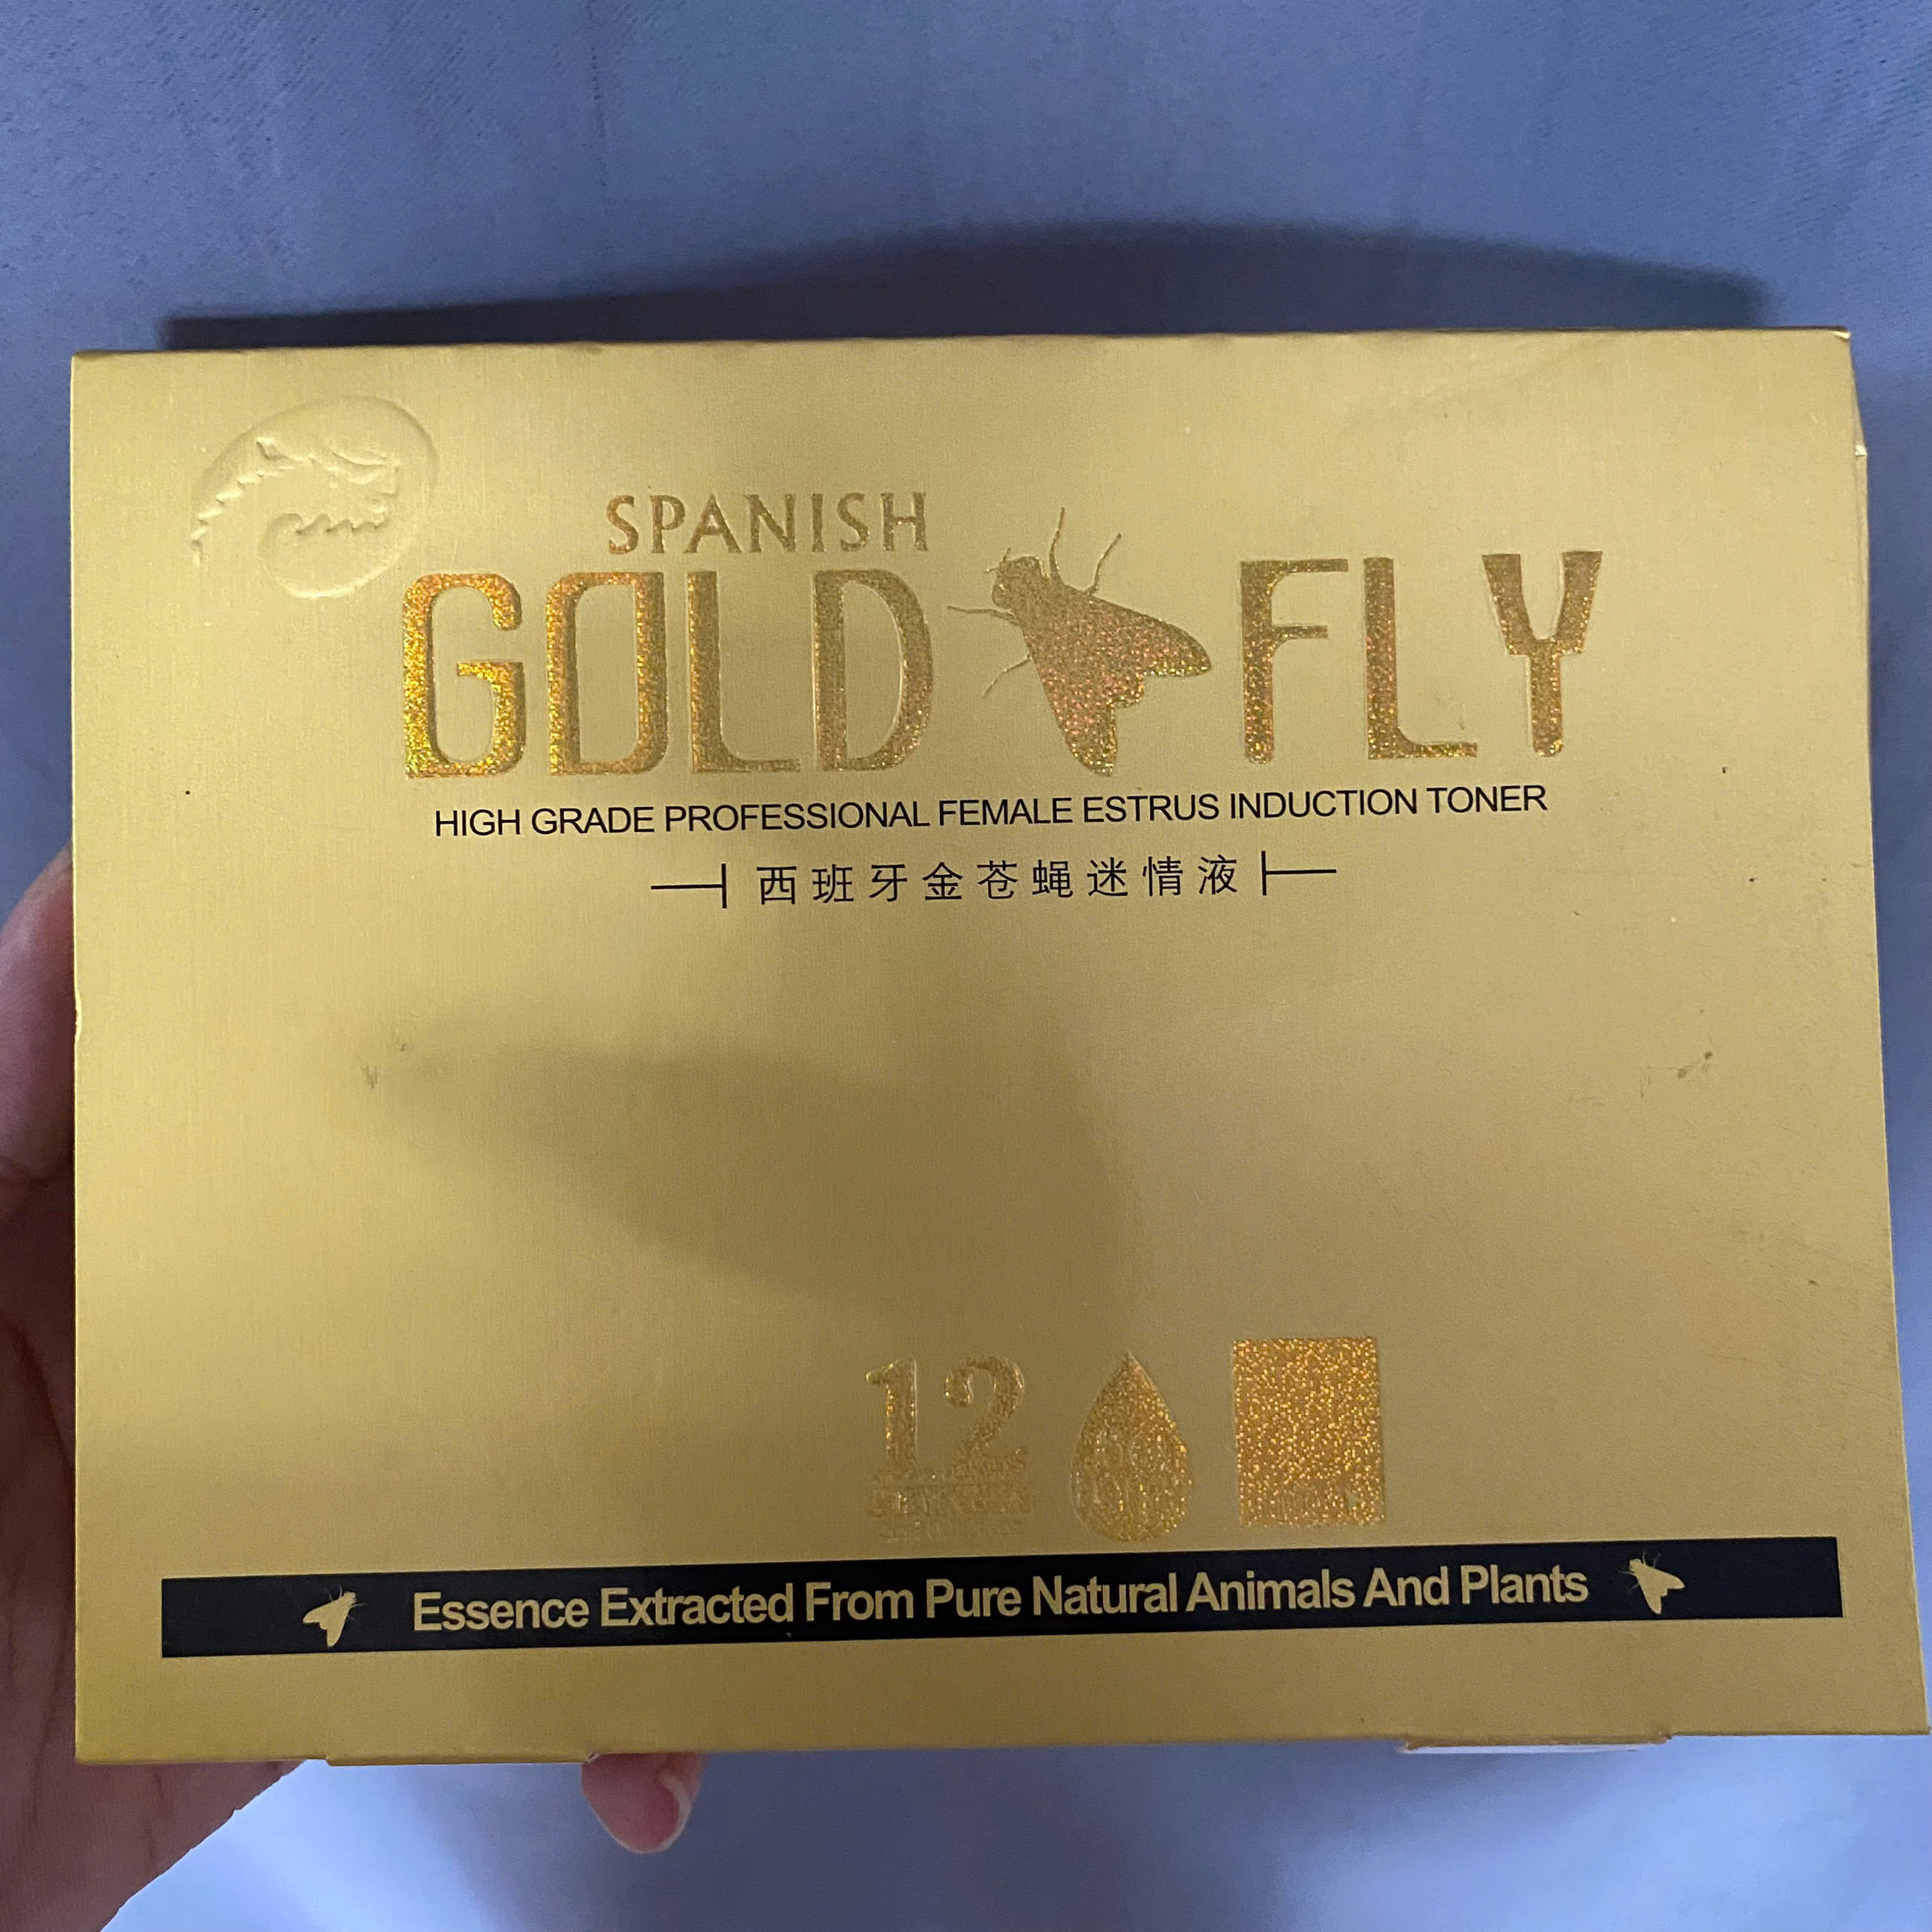 SPANISH
GOLD FLY
HIGH GRADE PROFESSIONAL FEMALE ESTRUS INDUCTION TONER
西班牙金苍蝇迷情液
12
Essence Extracted From Pure Natural Animals And Plants